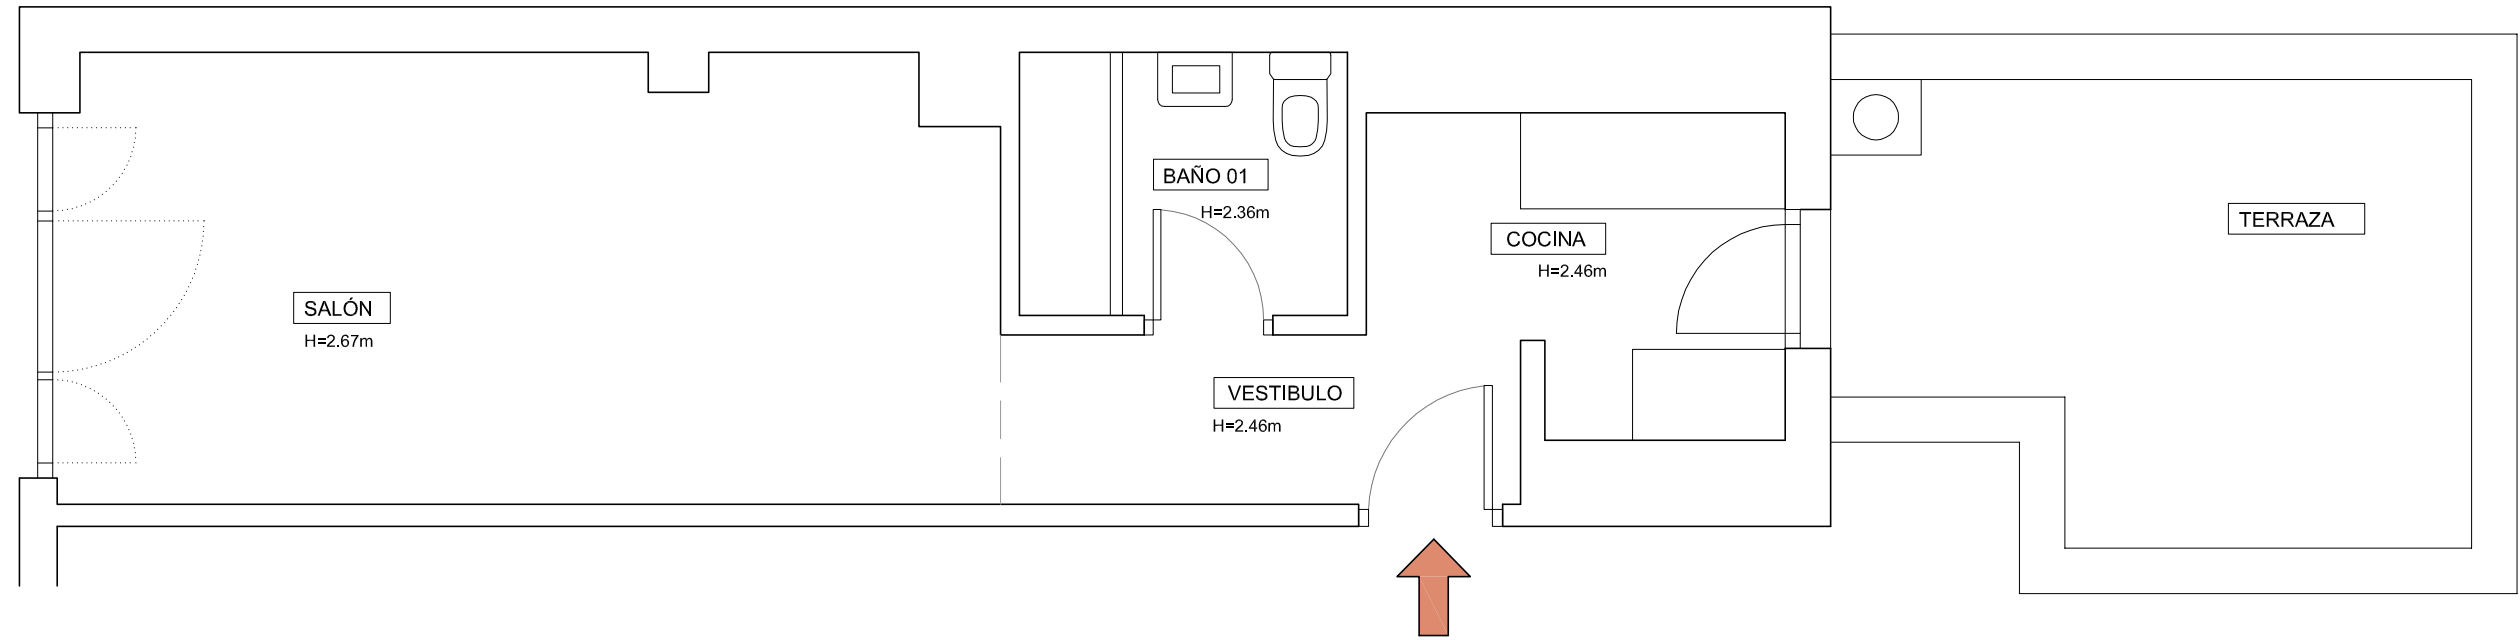 BAÑO 01
H=2.36m
TERRAZA
COCINA
H=2.46m
SALÓN
H=2.67m
VESTIBULO
H=2.46m